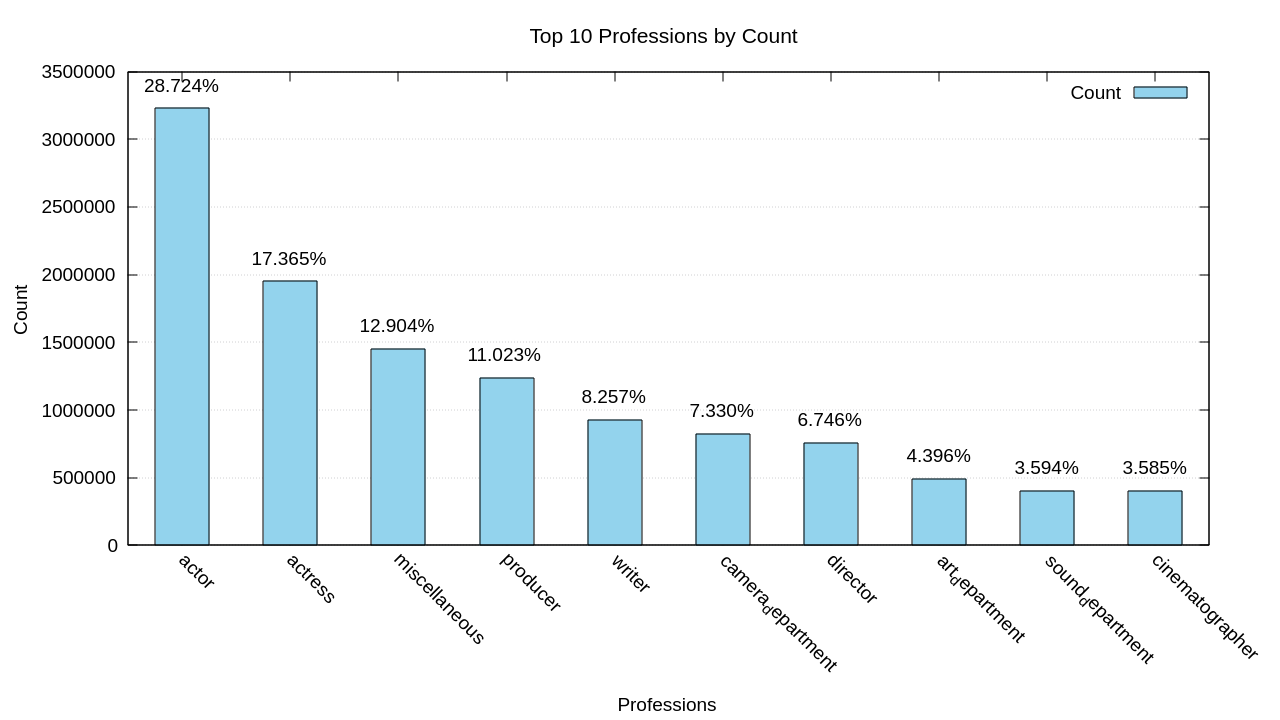 Top 10 Professions by Count
Count
3500000
3000000
2500000
2000000
1500000
1000000
500000
0
Count
28.724%
17.365%
12.904%
11.023%
8.257%
7.330%
6.746%
4.396%
3.594%
3.585%
actor
actress
miscellaneous
producer
writer
camera_department
director
art_department
sound_department
cinematographer
Professions